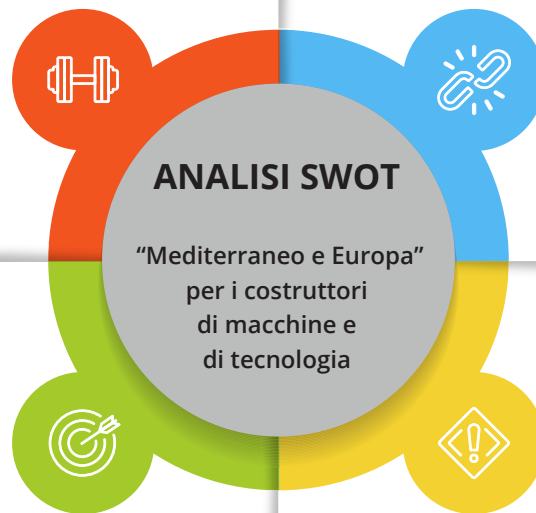 ANALISI SWOT
“Mediterraneo e Europa”
per i costruttori
di macchine e
di tecnologia